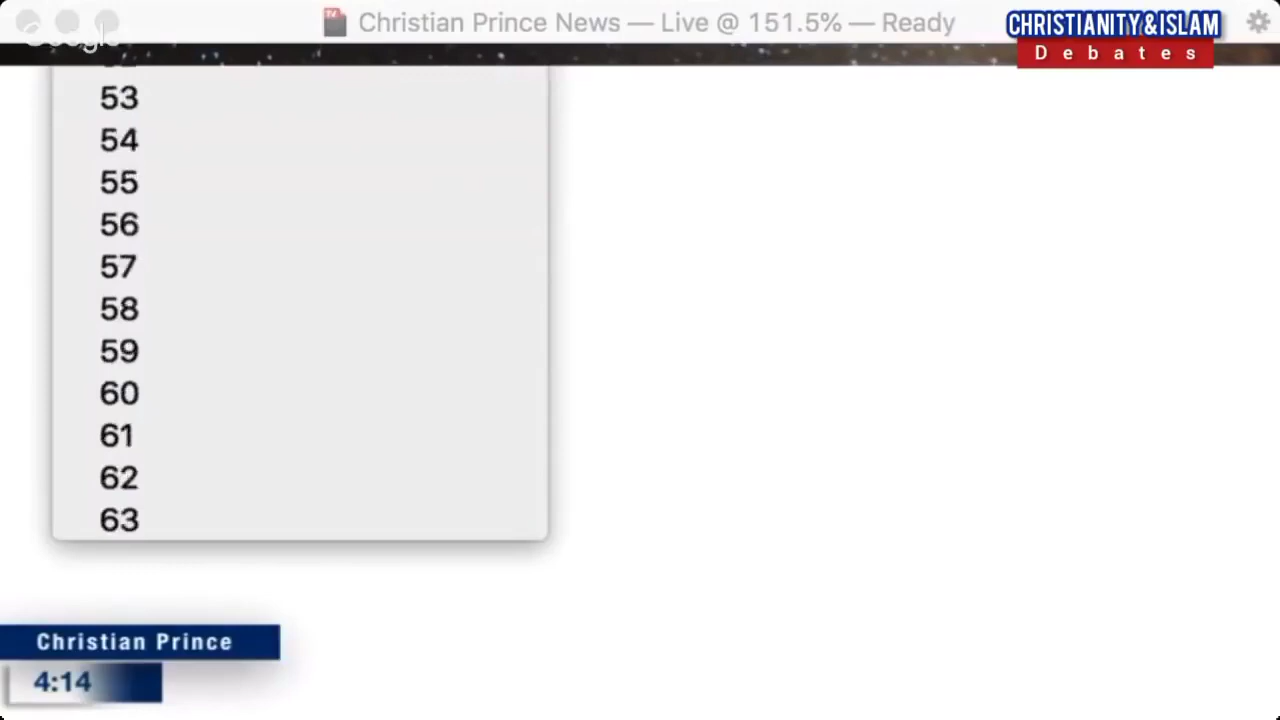 Christian Prince News — Live @ 151.5% — Ready
CHRISTIANITY&ISLAM
Debates
Google
53
54
55
56
57
58
59
60
61
62
63
Christian Prince
4:14